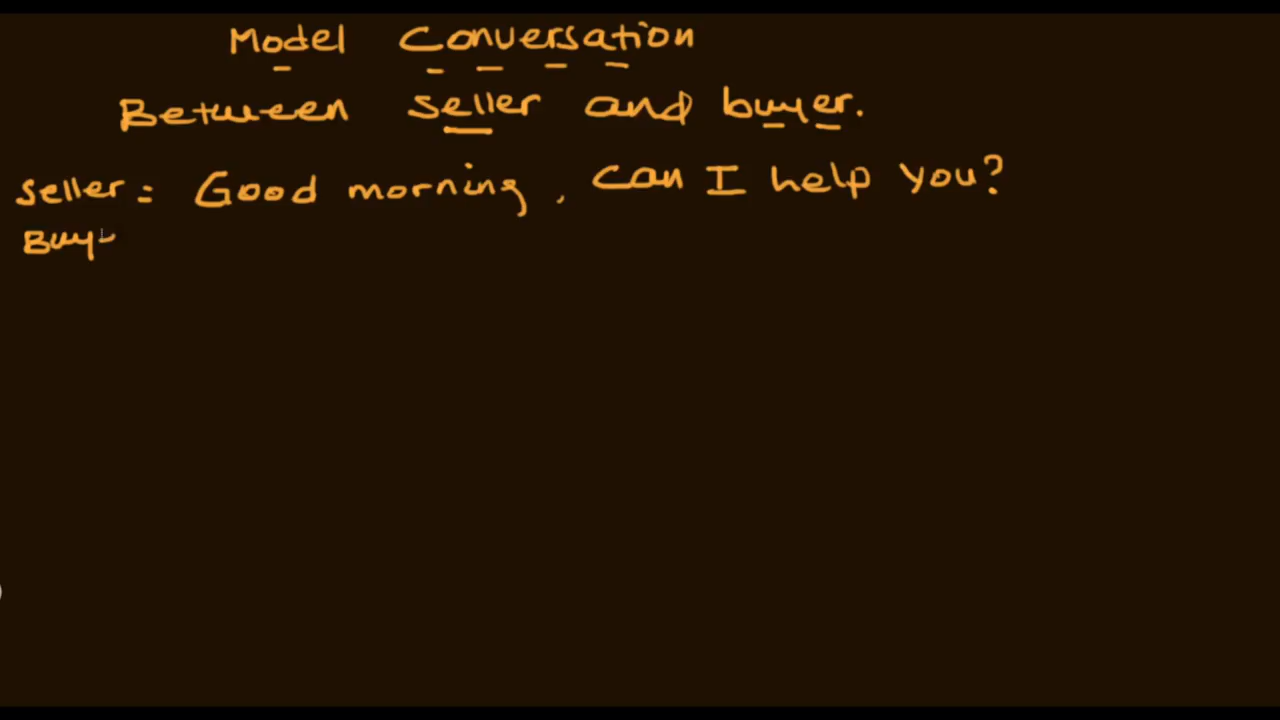 Model Conversation
Between seller and buyer.
Seller: Good morning, Can I help you?
Buy